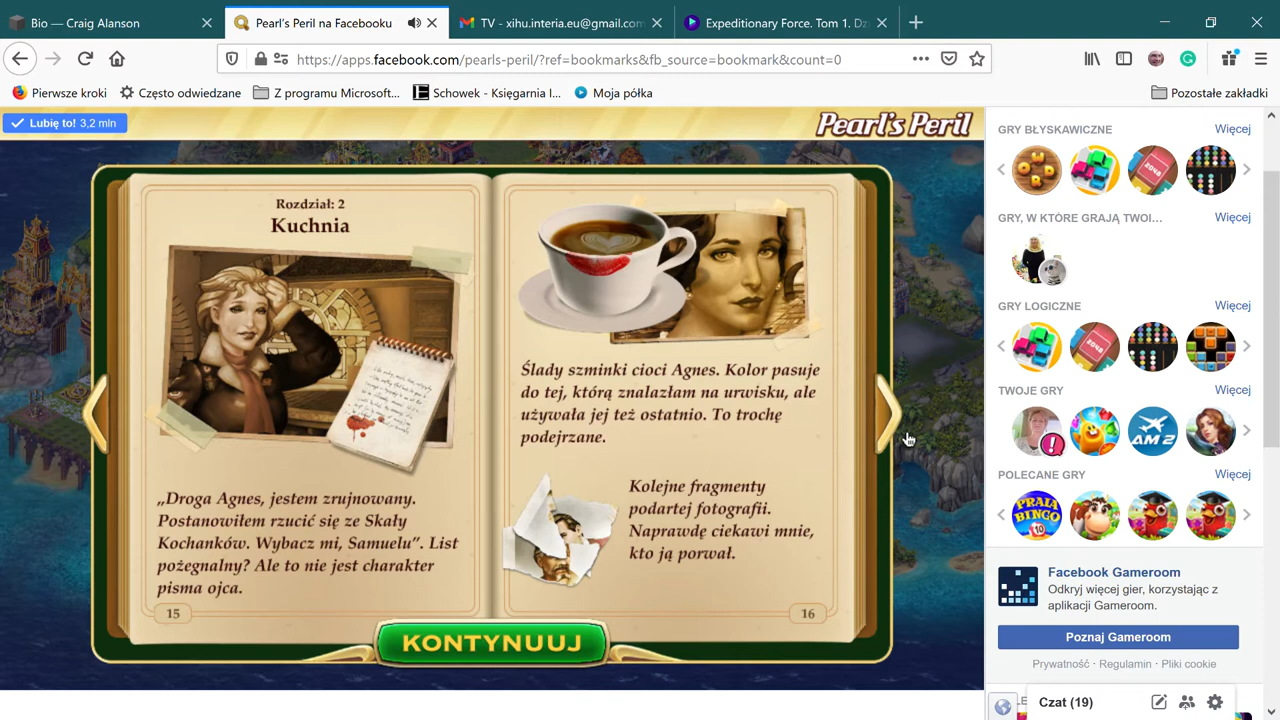 Bio — Craig Alanson
Pearl's Peril na Facebooku
TV - xihu.interia.eu@gmail.com
Expeditionary Force. Tom 1. Dz
https://apps.facebook.com/pearls-peril/?ref=bookmarks&fb_source=bookmark&count=0
Pierwsze kroki
Często odwiedzane
Z programu Microsoft...
Schowek - Księgarnia I...
Moja półka
Pozostałe zakładki
Lubię to! 3,2 mln
Pearl's Peril
Rozdział: 2
Kuchnia
„Droga Agnes, jestem zrujnowany.
Postanowiłem rzucić się ze Skały
Kochanków. Wybacz mi, Samuelu”. List
pożegnalny? Ale to nie jest charakter
pisma ojca.
15
Ślady szminki cioci Agnes. Kolor pasuje
do tej, którą znalazłam na urwisku, ale
używała jej też ostatnio. To trochę
podejrzane.
Kolejne fragmenty
podartej fotografii.
Naprawdę ciekawi mnie,
kto ją porwał.
16
KONTYNUUJ
GRY BŁYSKAWICZNE
Więcej
2048
GRY, W KTÓRE GRAJĄ TWOI...
Więcej
GRY LOGICZNE
Więcej
2048
TWOJE GRY
Więcej
AM 2
POLECANE GRY
Więcej
PRAIA
BINGO
10
Facebook Gameroom
Odkryj więcej gier, korzystając z
aplikacji Gameroom.
Poznaj Gameroom
Prywatność · Regulamin · Pliki cookie
Czat (19)